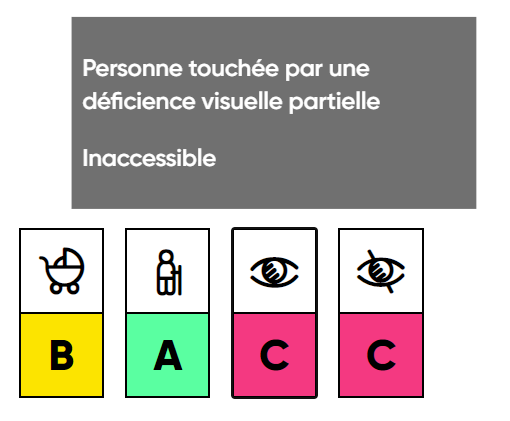 Personne touchée par une
déficience visuelle partielle
Inaccessible
B A C C